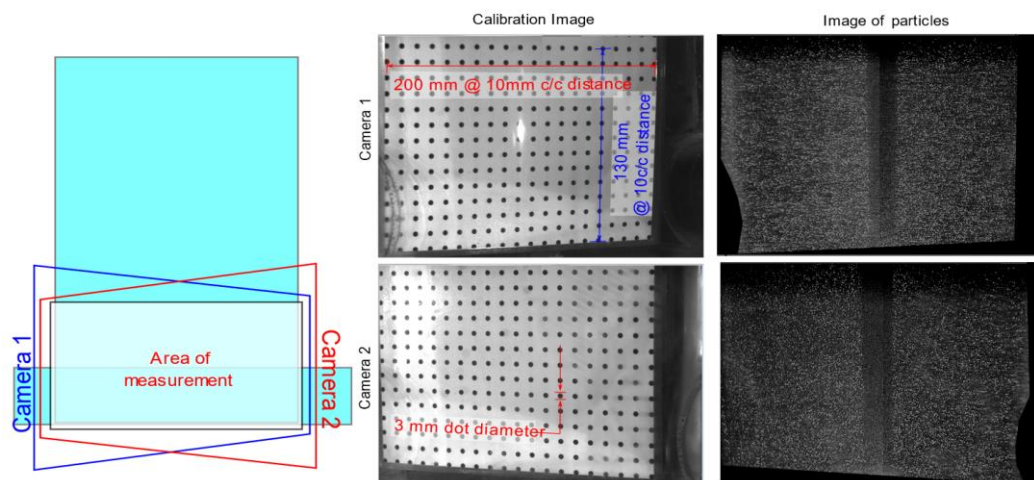 Calibration Image
Image of particles
Camera 1
200 mm @ 10mm c/c distance
130 mm
@ 10c/c distance
Camera 1
Area of
measurement
Camera 2
Camera 2
3 mm dot diameter